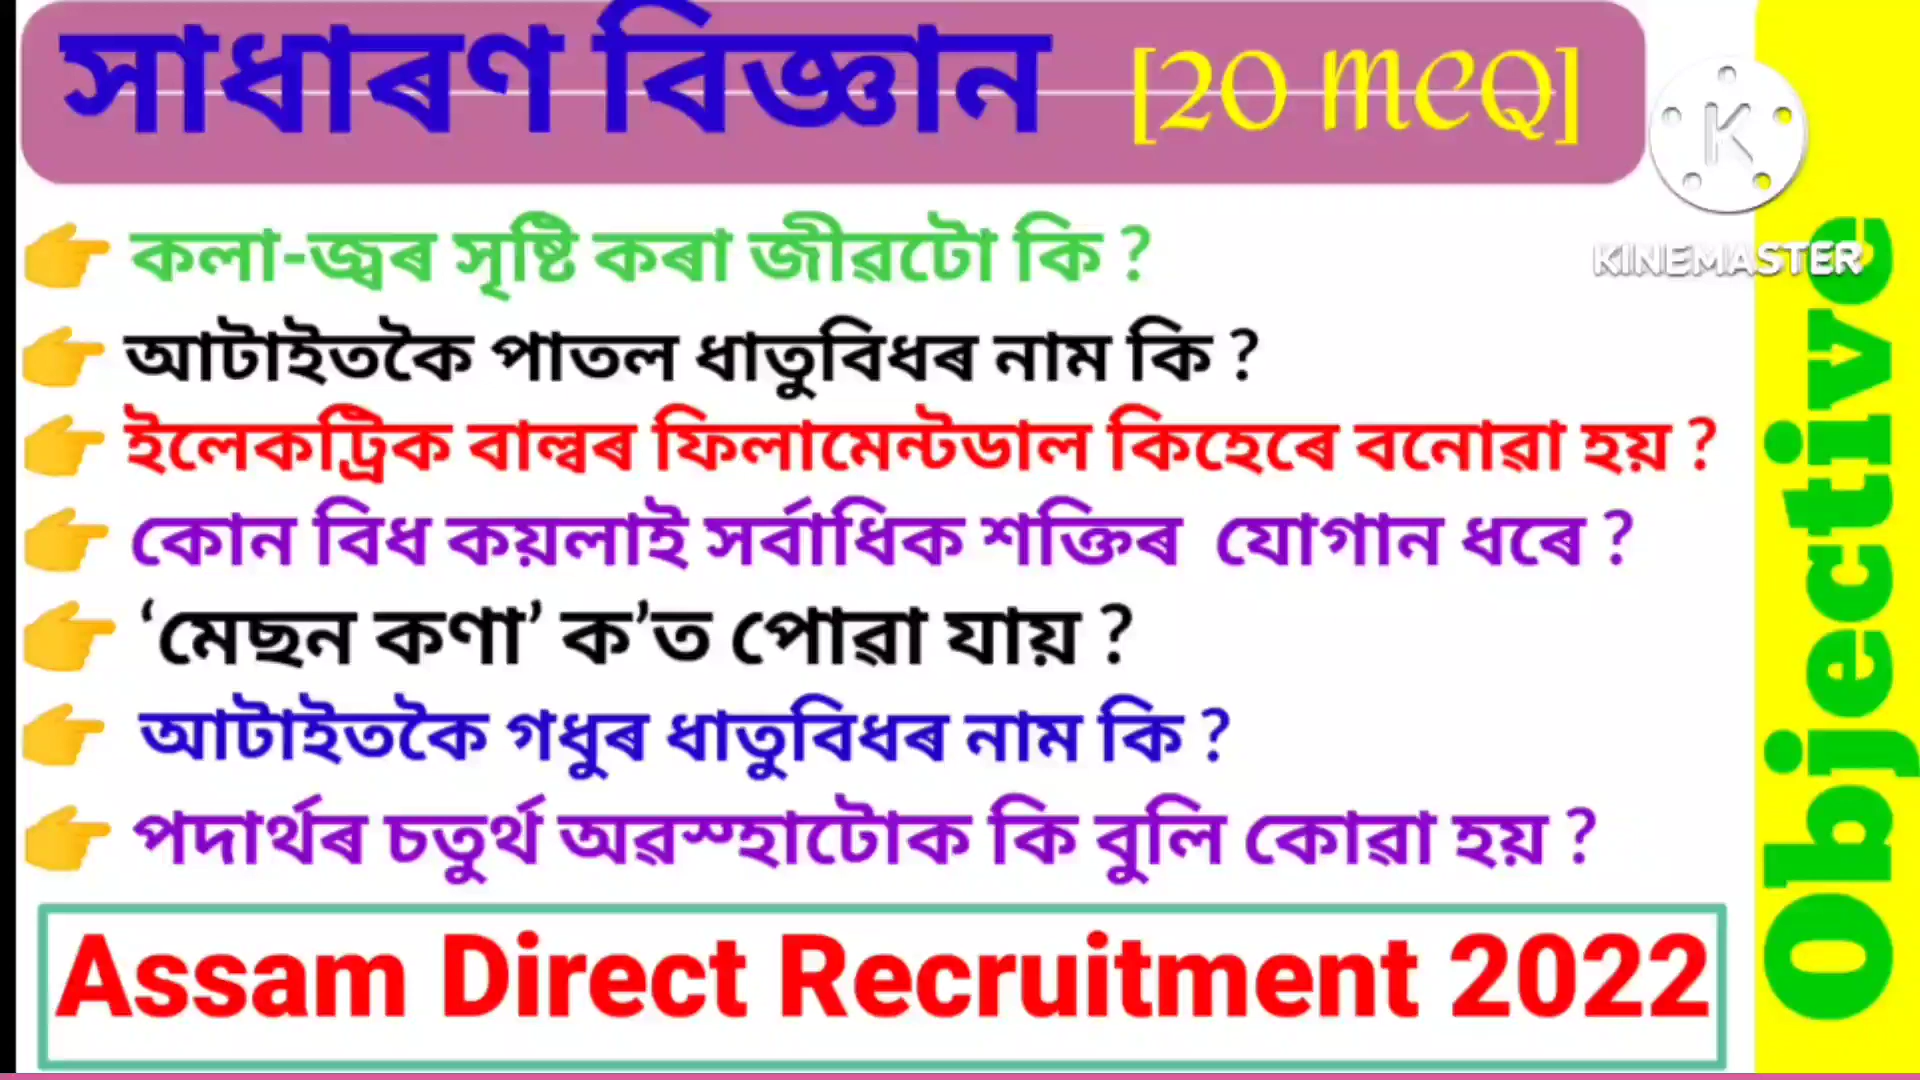 সাধাৰণ বিজ্ঞান [20 MCQ]
K
KINEMASTER
👉 কলা-জ্বৰ সৃষ্টি কৰা জীৱটো কি ?
👉 আটাইতকৈ পাতল ধাতুবিধৰ নাম কি ?
👉 ইলেকট্ৰিক বাল্বৰ ফিলামেন্টডাল কিহেৰে বনোৱা হয় ?
👉 কোন বিধ কয়লাই সৰ্বাধিক শক্তিৰ যোগান ধৰে ?
👉 ‘মেছন কণা’ ক’ত পোৱা যায় ?
👉 আটাইতকৈ গধুৰ ধাতুবিধৰ নাম কি ?
👉 পদাৰ্থৰ চতুৰ্থ অৱস্হাটোক কি বুলি কোৱা হয় ?
Assam Direct Recruitment 2022
Objective